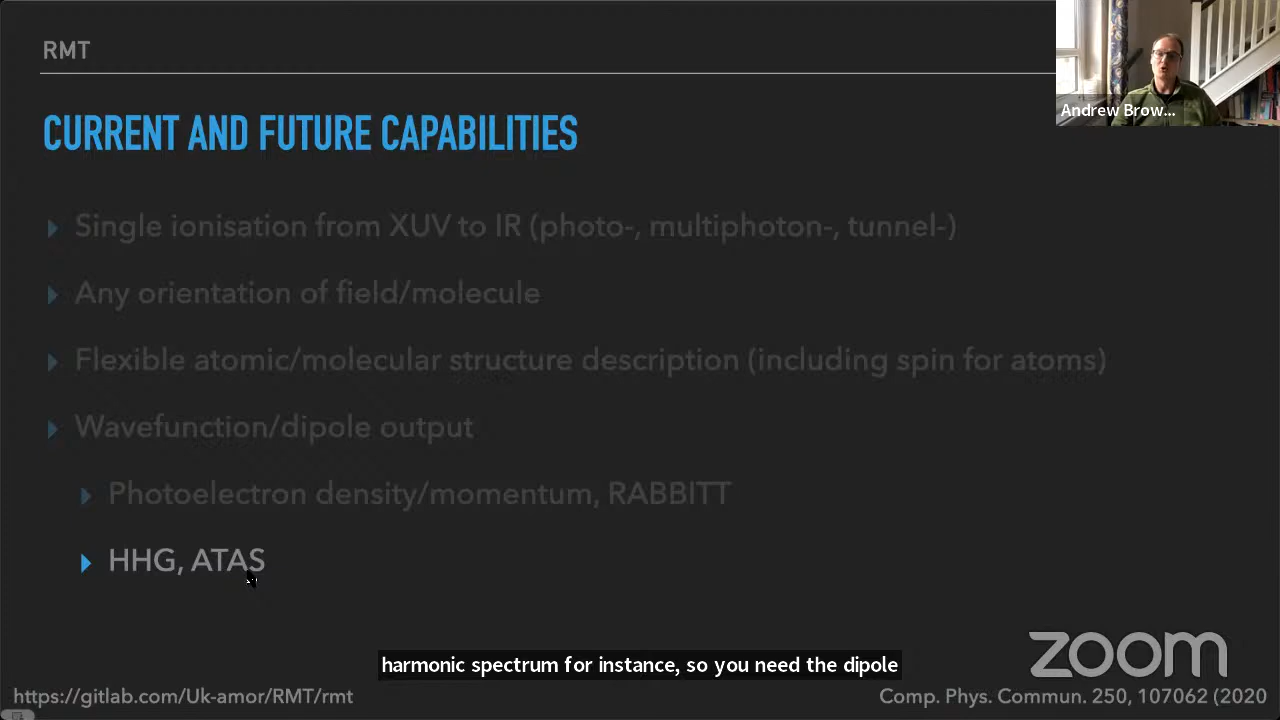 RMT
Andrew Brow...
CURRENT AND FUTURE CAPABILITIES
Single ionisation from XUV to IR (photo-, multiphoton-, tunnel-)
Any orientation of field/molecule
Flexible atomic/molecular structure description (including spin for atoms)
Wavefunction/dipole output
Photoelectron density/momentum, RABBITT
HHG, ATAS
harmonic spectrum for instance, so you need the dipole
zoom
https://gitlab.com/Uk-amor/RMT/rmt
Comp. Phys. Commun. 250, 107062 (2020